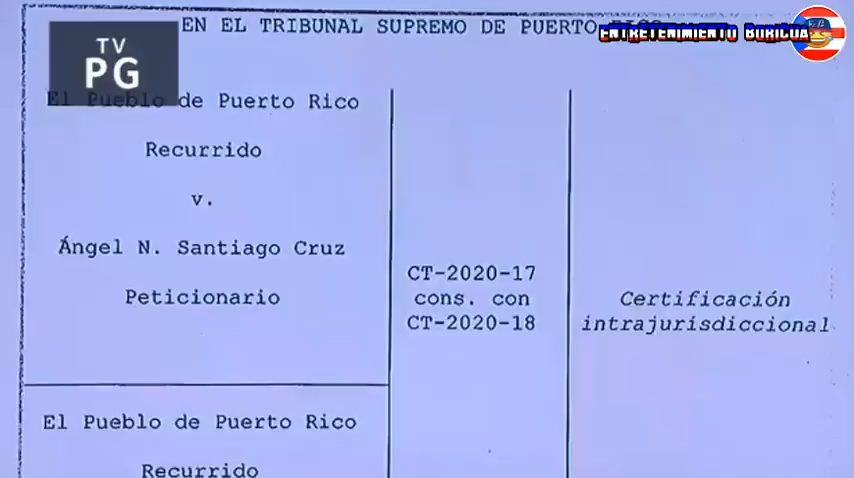 EN EL TRIBUNAL SUPREMO DE PUERTO RICO
ENTRETENIMIENTO BORICUA
TV
PG
El Pueblo de Puerto Rico
Recurrido
v.
Ángel N. Santiago Cruz
Peticionario
CT-2020-17
cons. con
CT-2020-18
Certificación
intrajurisdiccional
El Pueblo de Puerto Rico
Recurrido